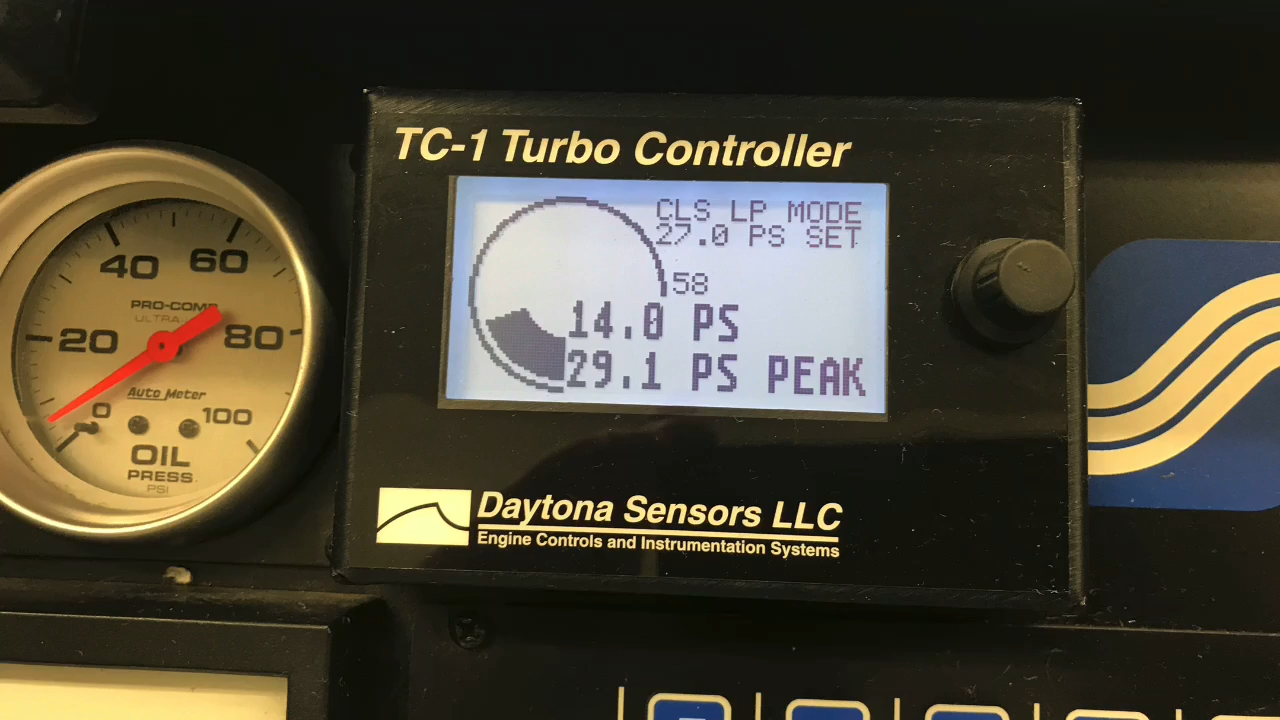 TC-1 Turbo Controller
CLS LP MODE
27.0 PS SET
58
14.0 PS
29.1 PS PEAK
Daytona Sensors LLC
Engine Controls and Instrumentation Systems
40 60
PRO-COMP
ULTRA
20 80
Auto Meter
0 100
OIL
PRESS.
PSI